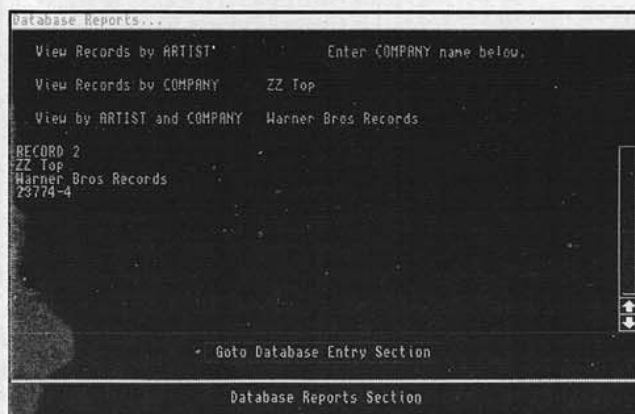 Database Reports...
View Records by ARTIST
Enter COMPANY name below.
View Records by COMPANY
ZZ Top
View by ARTIST and COMPANY
Warner Bros Records
RECORD 2
ZZ Top
Warner Bros Records
23774-4
Goto Database Entry Section
Database Reports Section